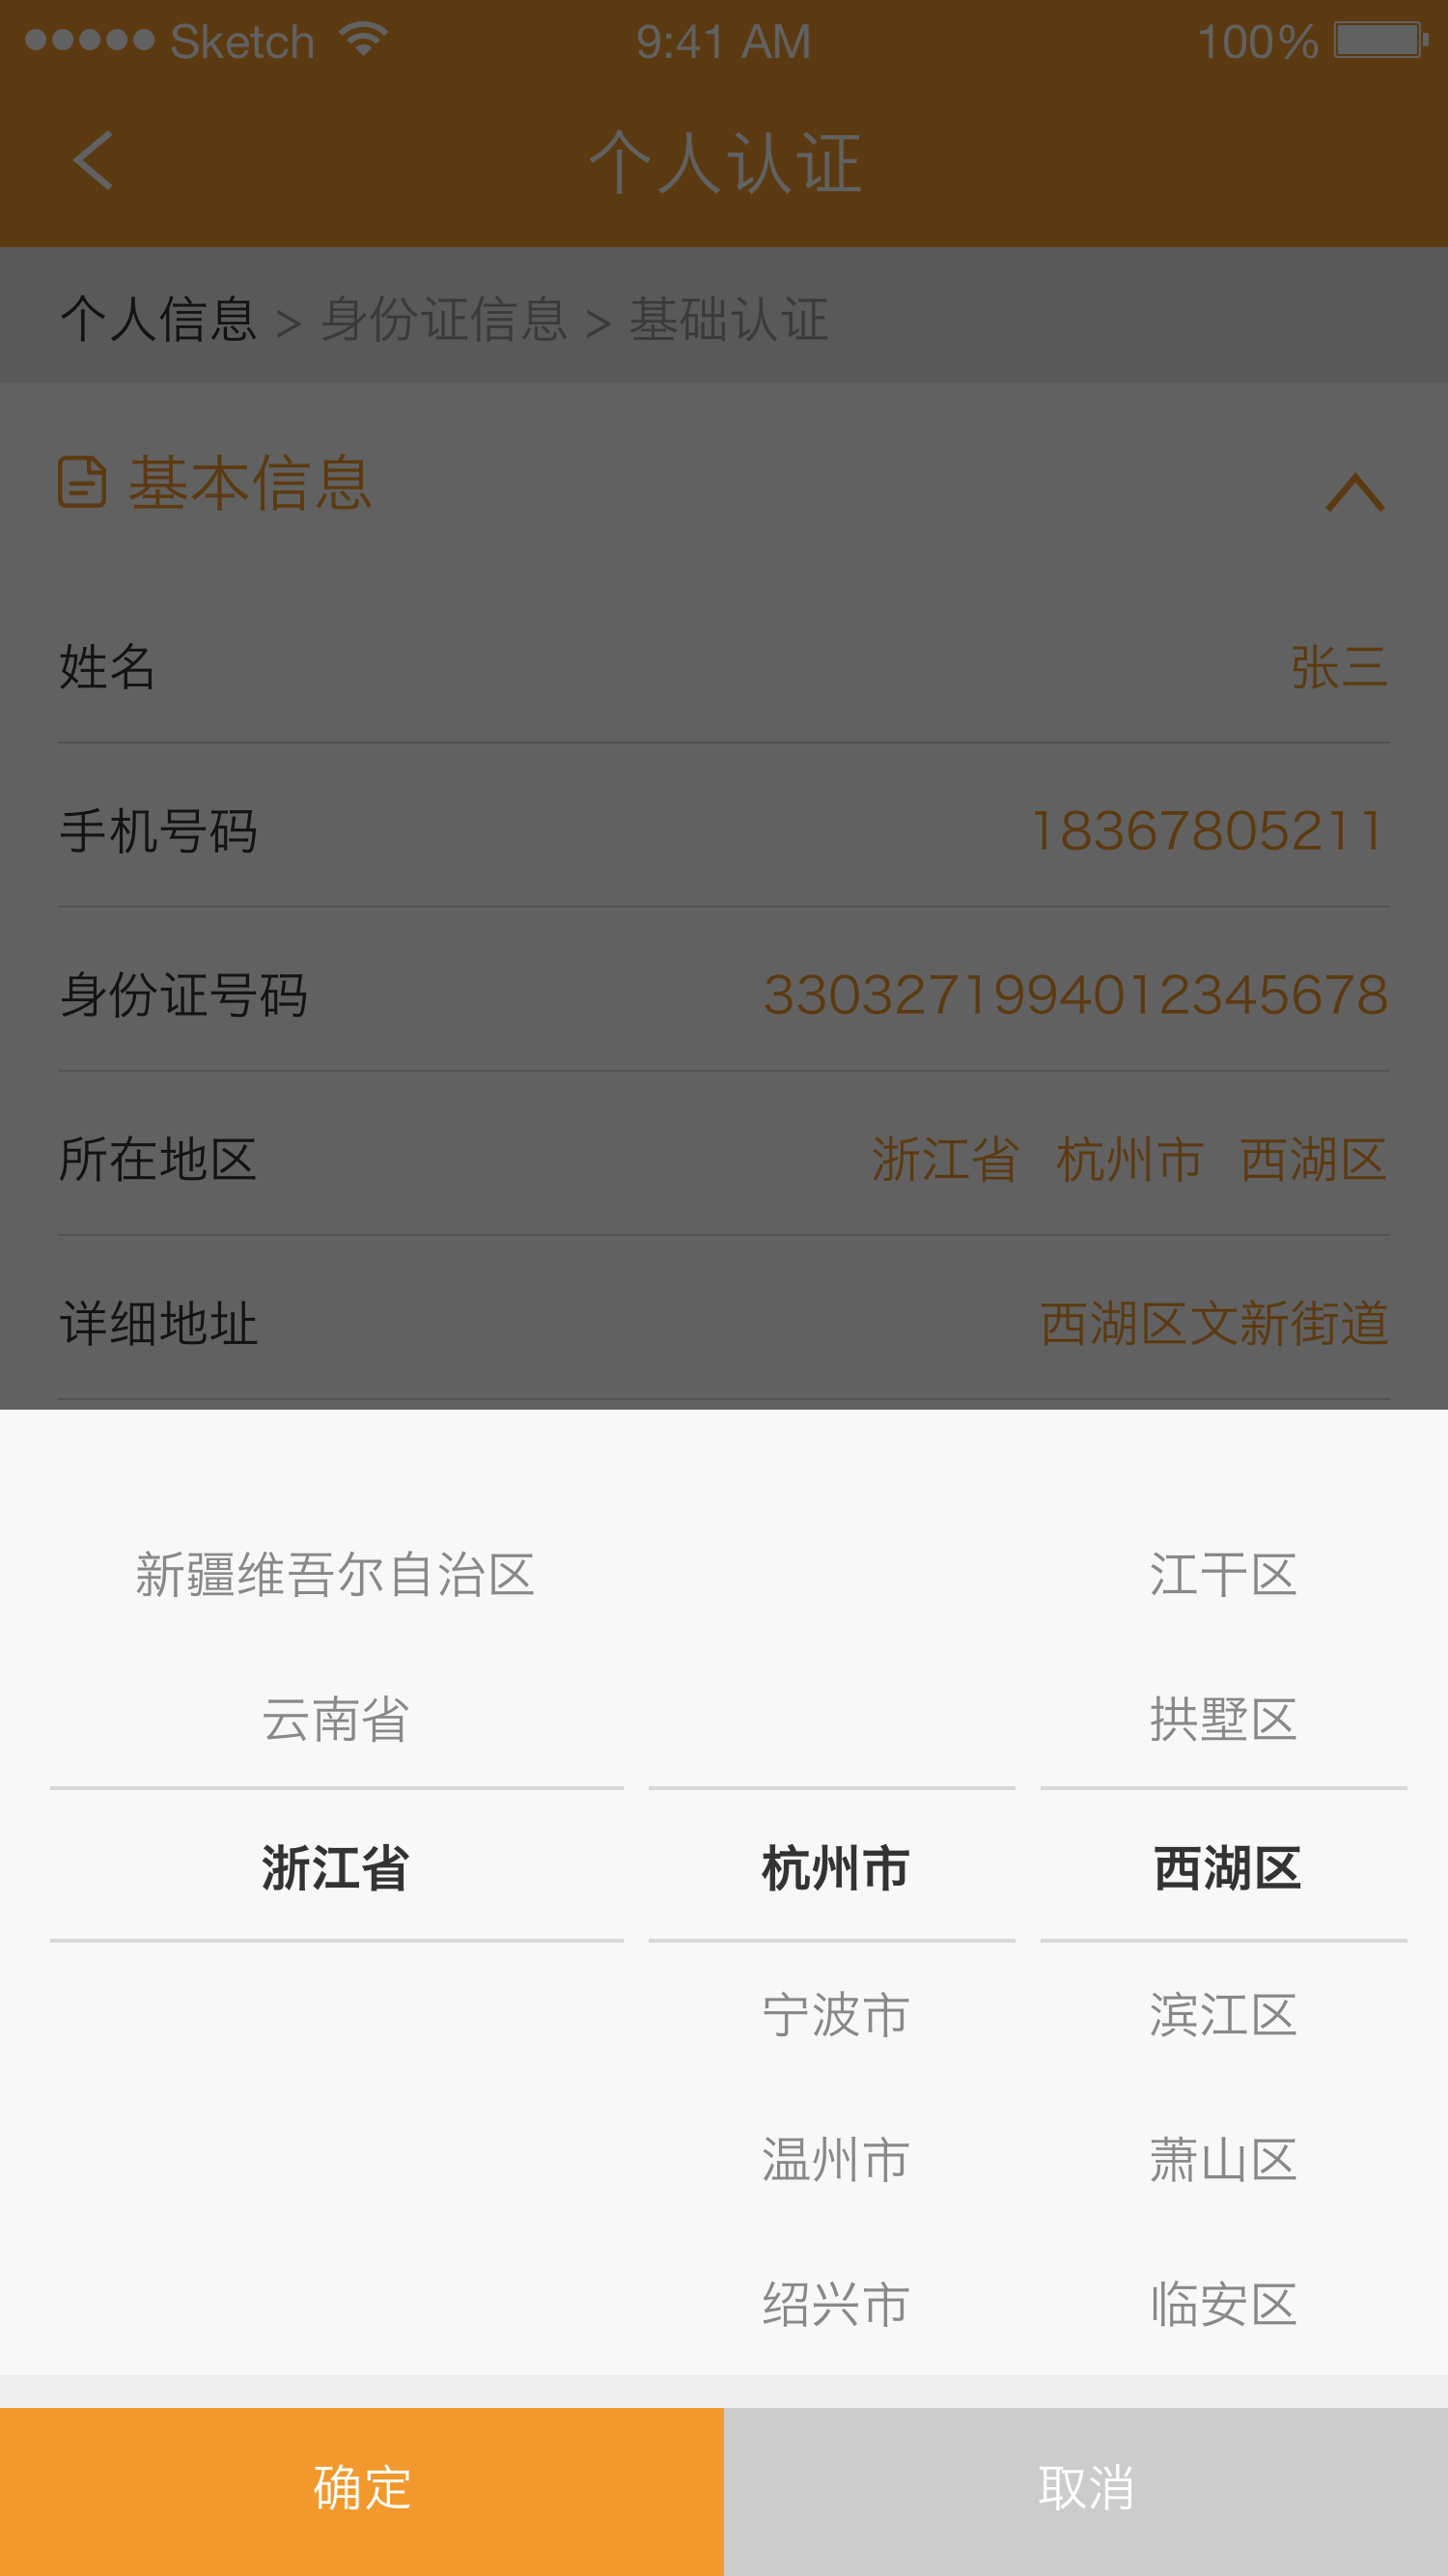 Sketch 9:41 AM 100%
个人认证
个人信息 > 身份证信息 > 基础认证
基本信息
姓名 张三
手机号码 18367805211
身份证号码 3303271994012345678
所在地区 浙江省 杭州市 西湖区
详细地址 西湖区文新街道
新疆维吾尔自治区 江干区
云南省 拱墅区
浙江省 杭州市 西湖区
宁波市 滨江区
温州市 萧山区
绍兴市 临安区
确定 取消